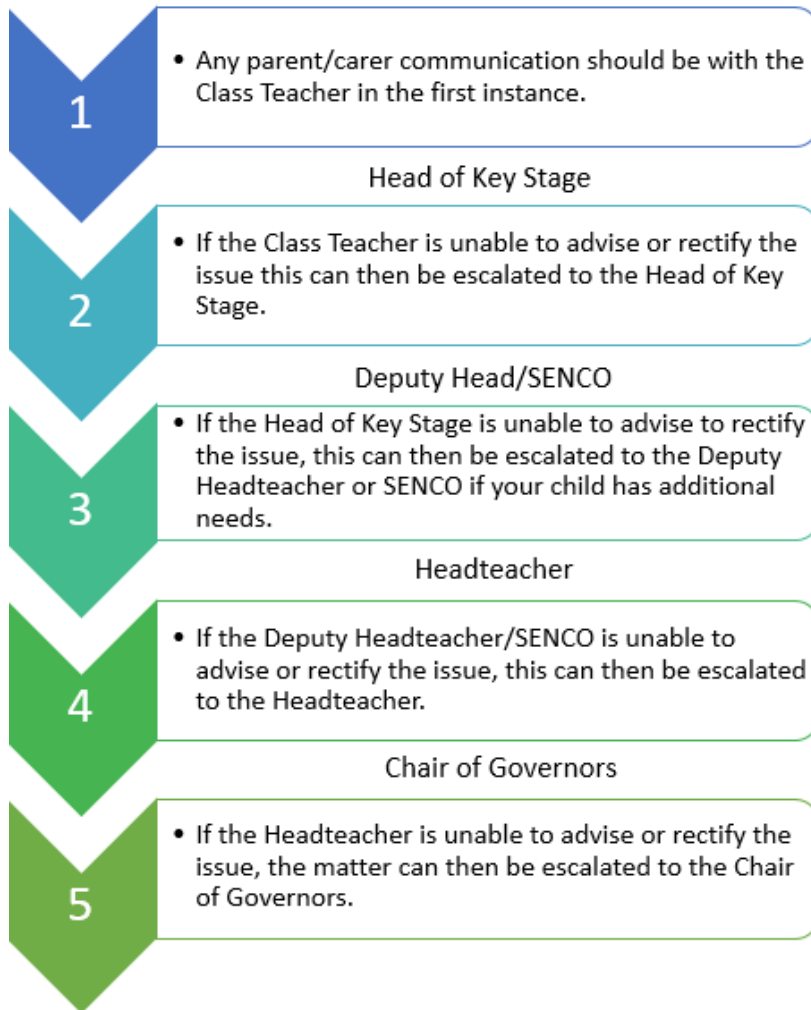 1
• Any parent/carer communication should be with the
Class Teacher in the first instance.
Head of Key Stage
2
• If the Class Teacher is unable to advise or rectify the
issue this can then be escalated to the Head of Key
Stage.
Deputy Head/SENCO
3
• If the Head of Key Stage is unable to advise to rectify
the issue, this can then be escalated to the Deputy
Headteacher or SENCO if your child has additional
needs.
Headteacher
4
• If the Deputy Headteacher/SENCO is unable to
advise or rectify the issue, this can then be escalated
to the Headteacher.
Chair of Governors
5
• If the Headteacher is unable to advise or rectify the
issue, the matter can then be escalated to the Chair
of Governors.